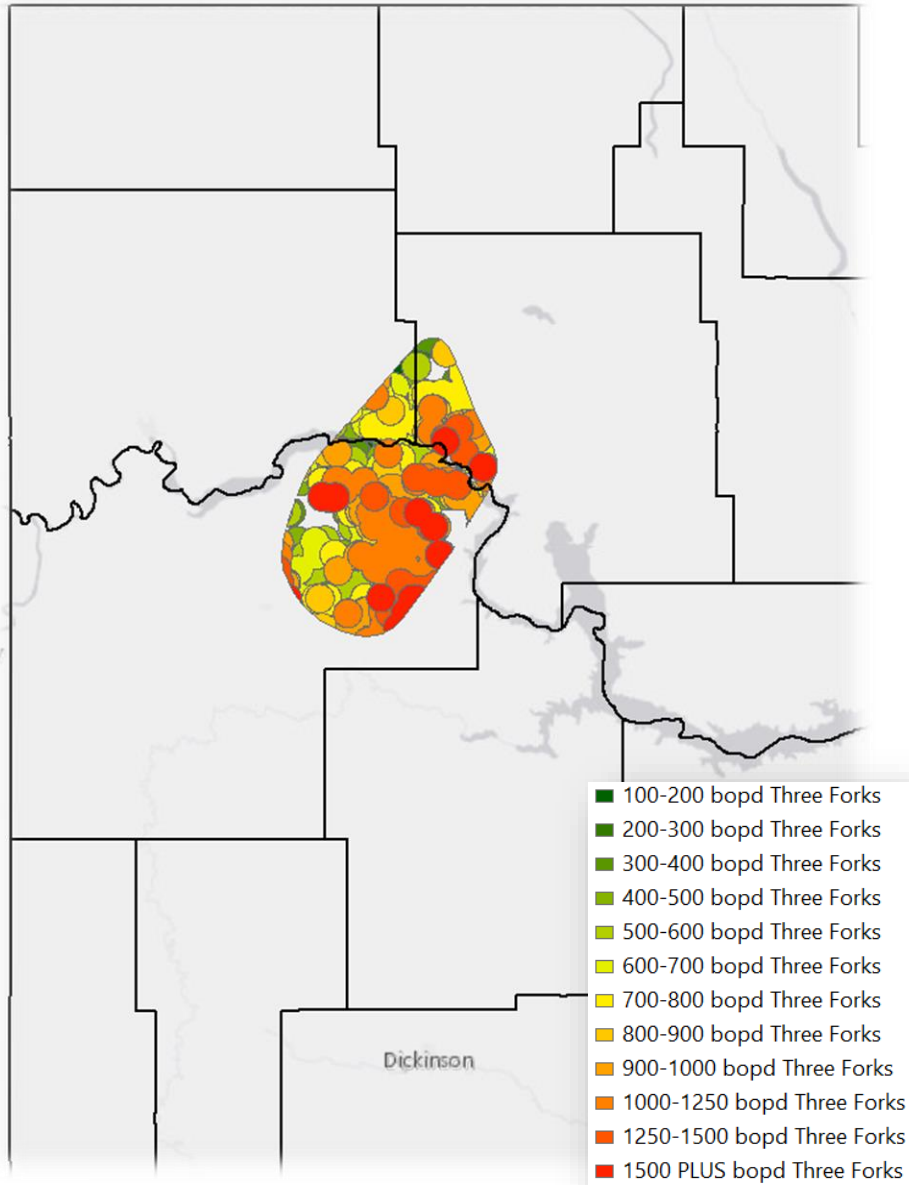 Dickinson
100-200 bopd Three Forks
200-300 bopd Three Forks
300-400 bopd Three Forks
400-500 bopd Three Forks
500-600 bopd Three Forks
600-700 bopd Three Forks
700-800 bopd Three Forks
800-900 bopd Three Forks
900-1000 bopd Three Forks
1000-1250 bopd Three Forks
1250-1500 bopd Three Forks
1500 PLUS bopd Three Forks